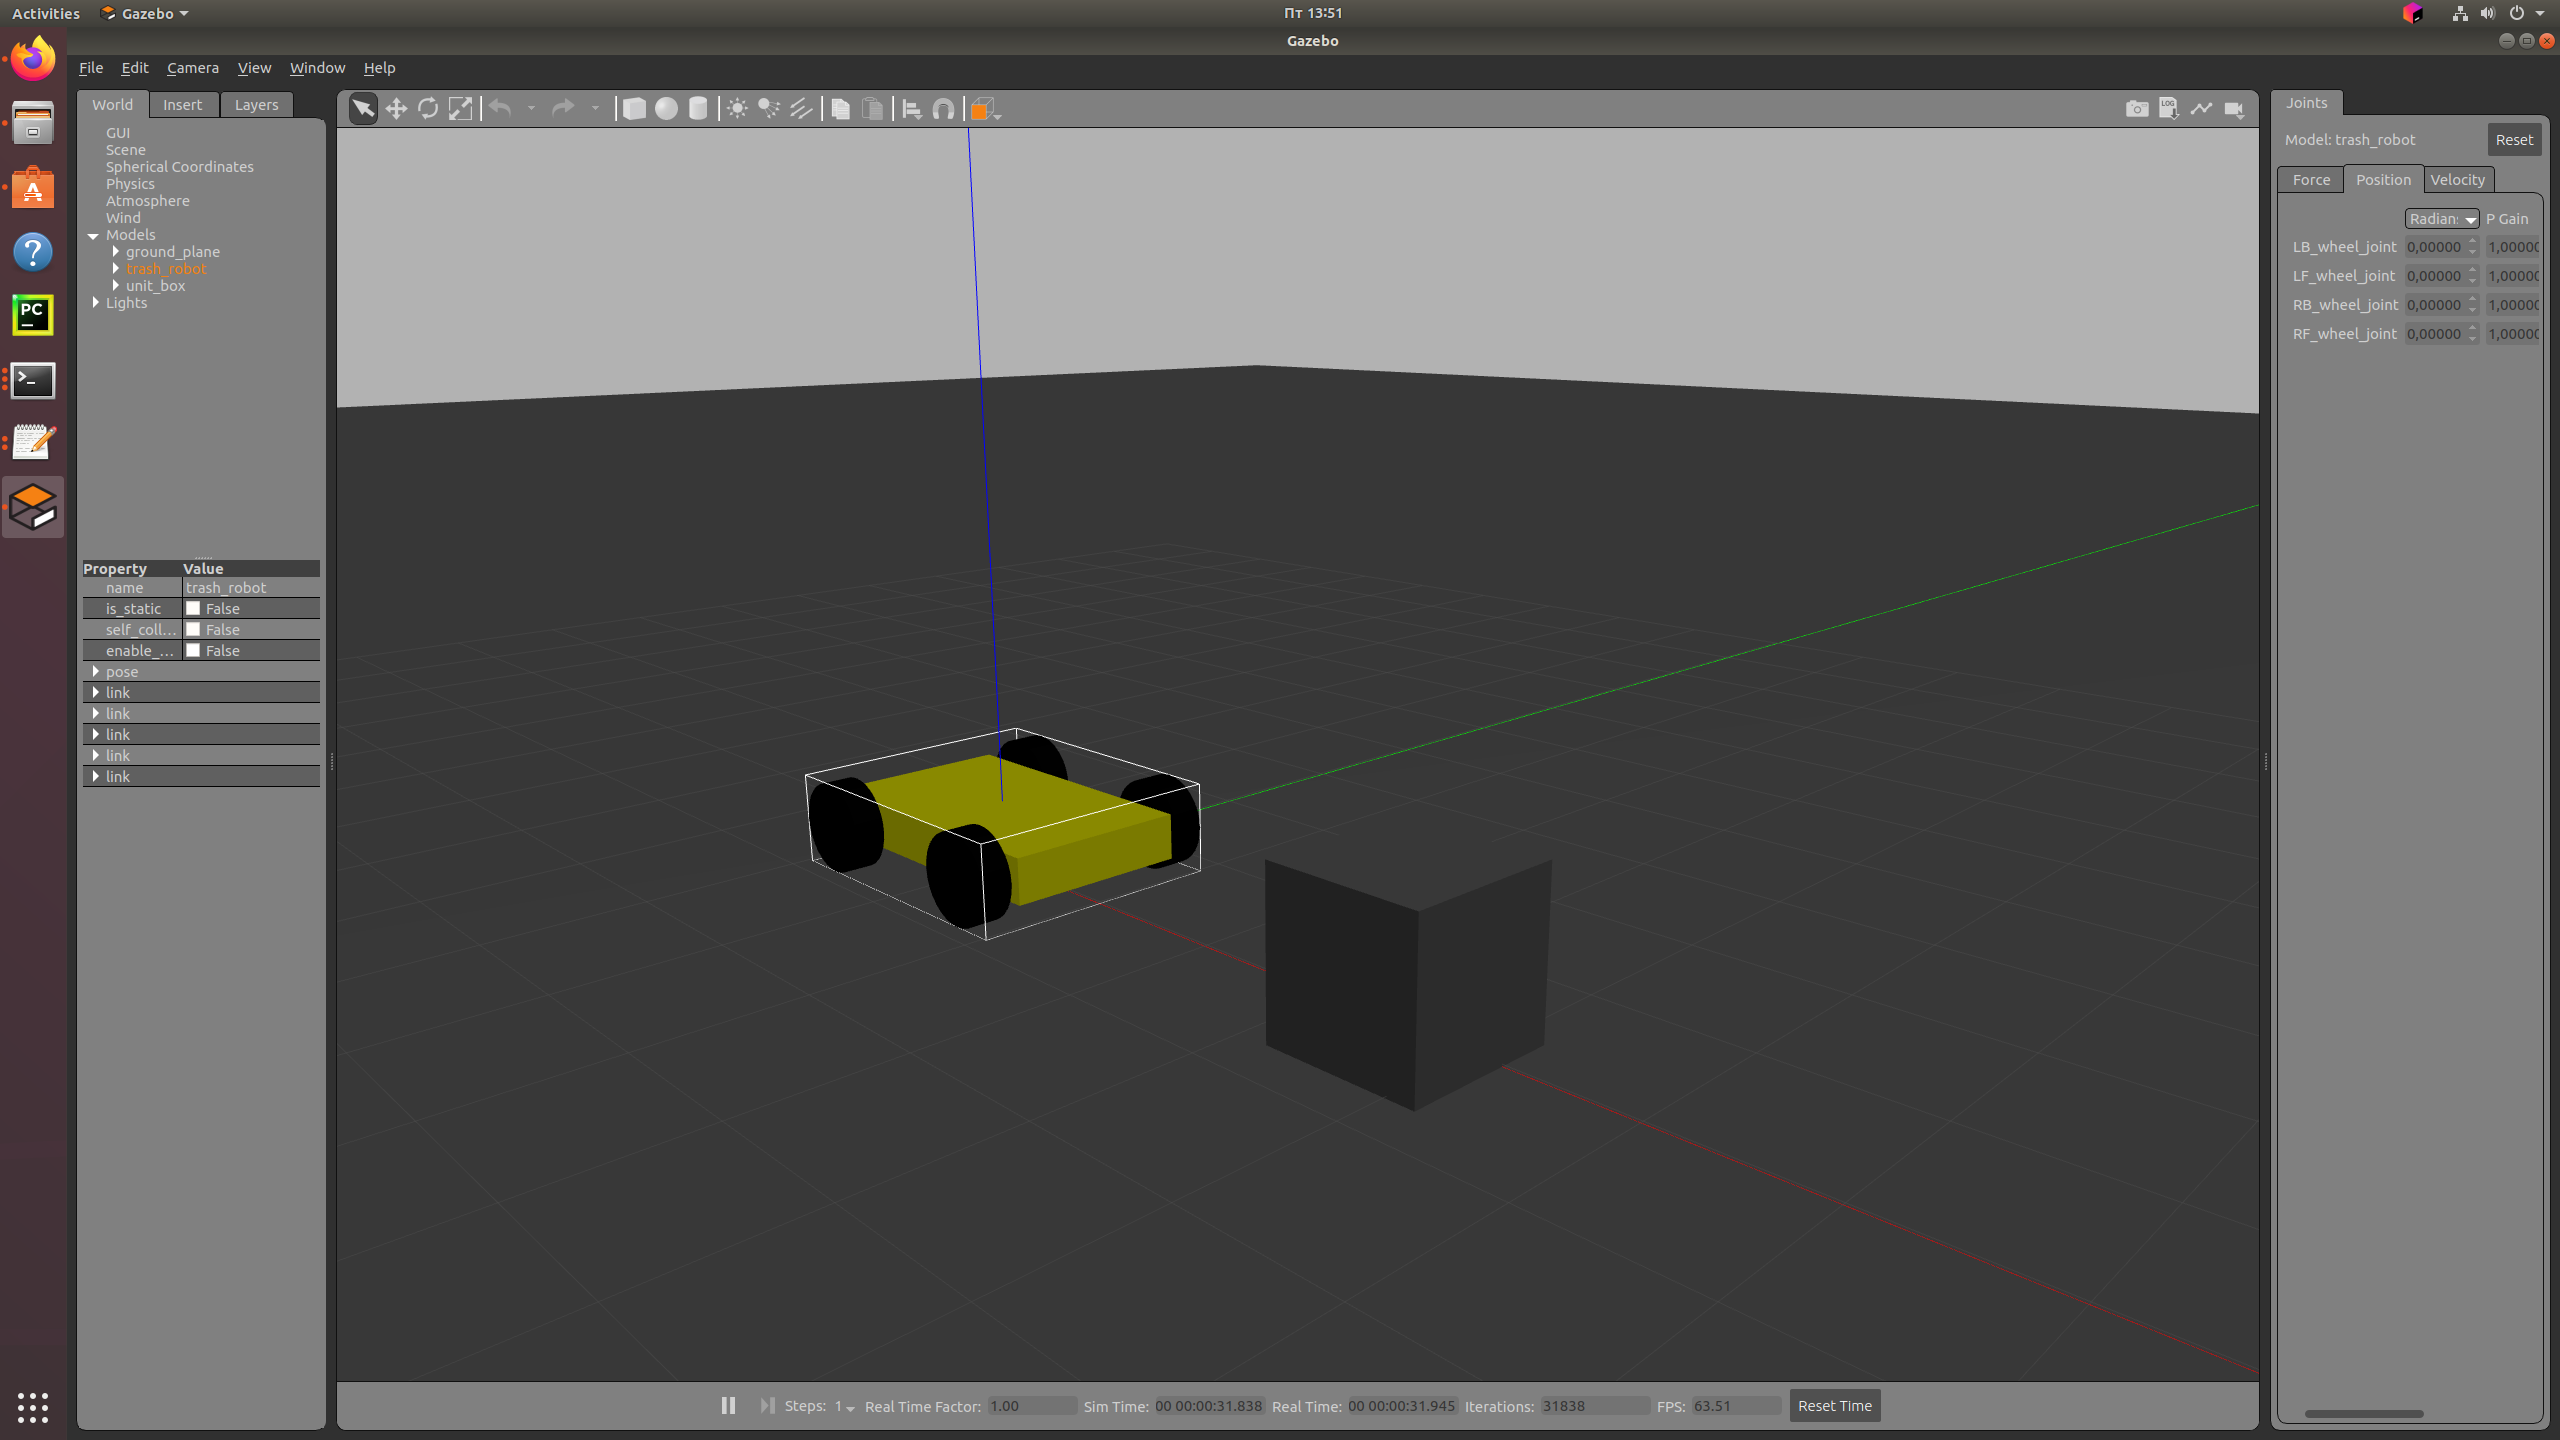 Activities Gazebo Пт 13:51
Gazebo
File Edit Camera View Window Help
World Insert Layers
GUI
Scene
Spherical Coordinates
Physics
Atmosphere
Wind
Models
ground_plane
trash_robot
unit_box
Lights
Property Value
name trash_robot
is_static False
self_coll... False
enable_... False
pose
link
link
link
link
link
PC
LOG
Joints
Model: trash_robot Reset
Force Position Velocity
Radian: P Gain
LB_wheel_joint 0,00000 1,00000
LF_wheel_joint 0,00000 1,00000
RB_wheel_joint 0,00000 1,00000
RF_wheel_joint 0,00000 1,00000
Steps: 1 Real Time Factor: 1.00 Sim Time: 00 00:00:31.838 Real Time: 00 00:00:31.945 Iterations: 31838 FPS: 63.51 Reset Time